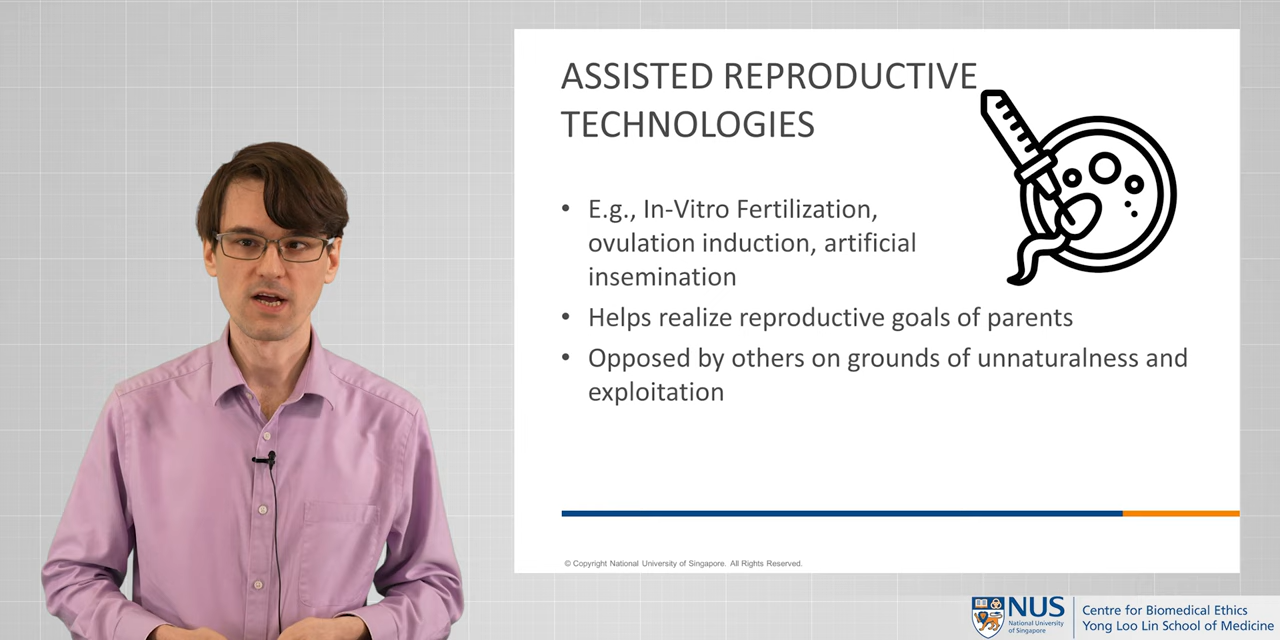 ASSISTED REPRODUCTIVE
TECHNOLOGIES
• E.g., In-Vitro Fertilization,
ovulation induction, artificial
insemination
• Helps realize reproductive goals of parents
• Opposed by others on grounds of unnaturalness and
exploitation
© Copyright National University of Singapore. All Rights Reserved.
NUS
National University
of Singapore
Centre for Biomedical Ethics
Yong Loo Lin School of Medicine